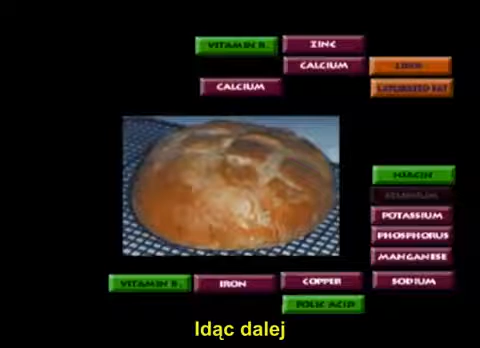 VITAMIN B.
ZINC
CALCIUM
CALCIUM
SATURATED FAT
NIACIN
POTASSIUM
PHOSPHORUS
MANGANESE
VITAMIN B.
IRON
COPPER
SODIUM
FOLIC ACID
Idąc dalej